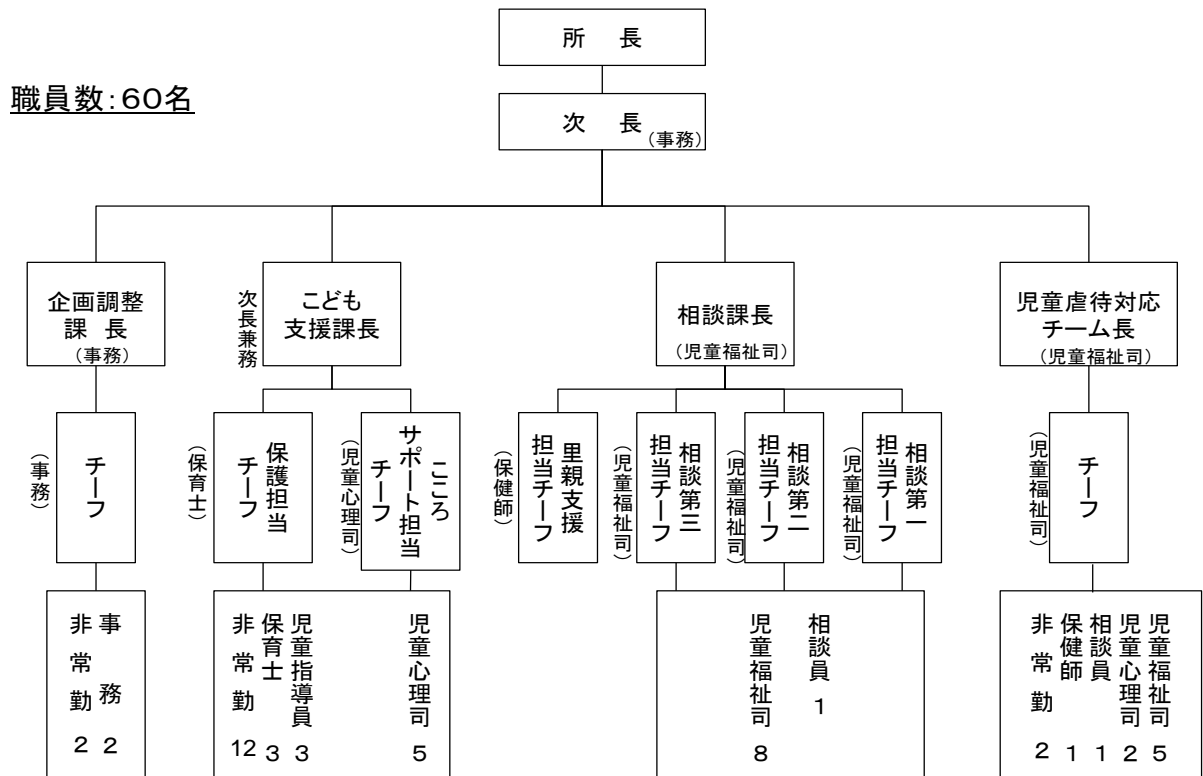 所　長
職員数：６０名
次　長
（事務）
企画調整
課　長
（事務）
次長兼務
こども
支援課長
相談課長
（児童福祉司）
児童虐待対応
チーム長
（児童福祉司）
（事務）
チーフ
（保育士）
保護担当
チーフ
（児童心理司）
こころ
サポート担当
チーフ
（保健師）
里親支援
担当チーフ
（児童福祉司）
相談第三
担当チーフ
（児童福祉司）
相談第二
担当チーフ
（児童福祉司）
相談第一
担当チーフ
（児童福祉司）
チーフ
事　務　２
非常勤　２
児童心理司　５
児童指導員　３
保育士　３
非常勤　12
相談員　１
児童福祉司　８
児童福祉司　５
児童心理司　２
相談員　１
保健師　１
非常勤　２